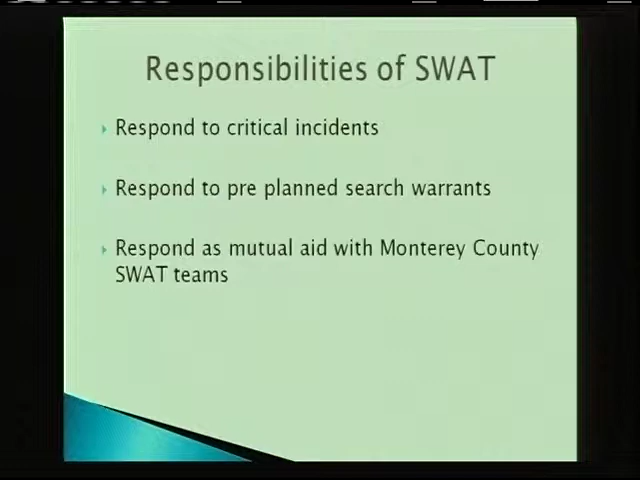 Responsibilities of SWAT
Respond to critical incidents
Respond to pre planned search warrants
Respond as mutual aid with Monterey County
SWAT teams